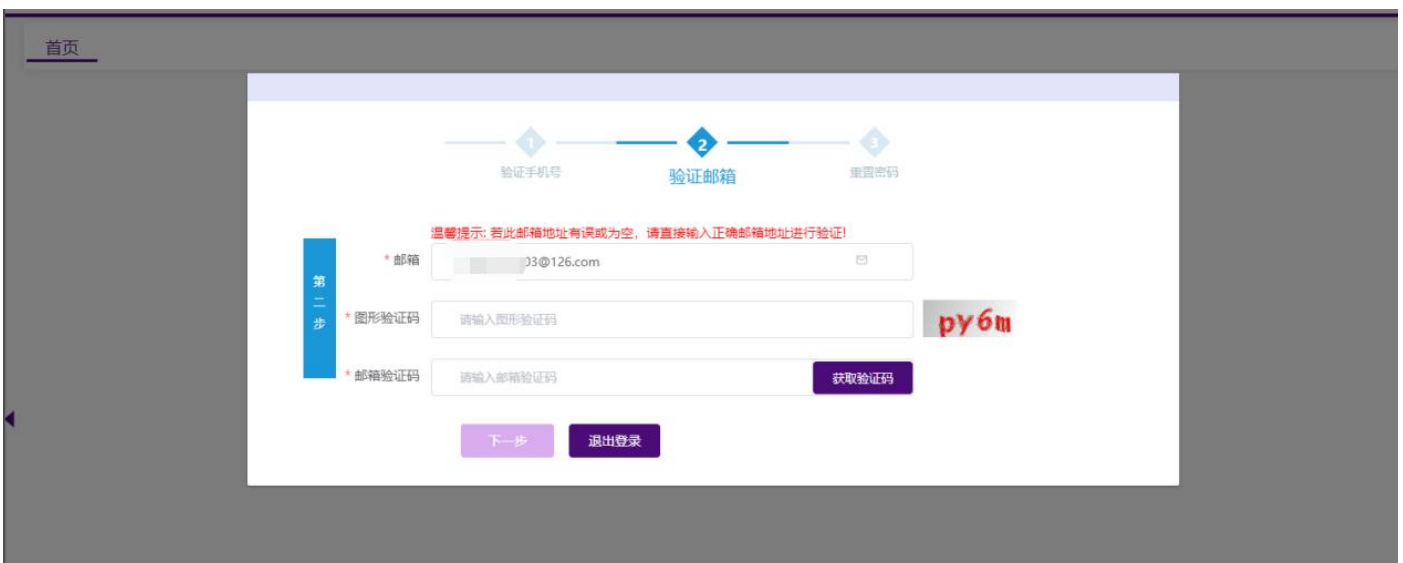 首页
1
2
3
验证手机号
验证邮箱
重置密码
温馨提示: 若此邮箱地址有误或为空，请直接输入正确邮箱地址进行验证!
第二步
* 邮箱
03@126.com
* 图形验证码
请输入图形验证码
py6m
* 邮箱验证码
请输入邮箱验证码
获取验证码
下一步
退出登录